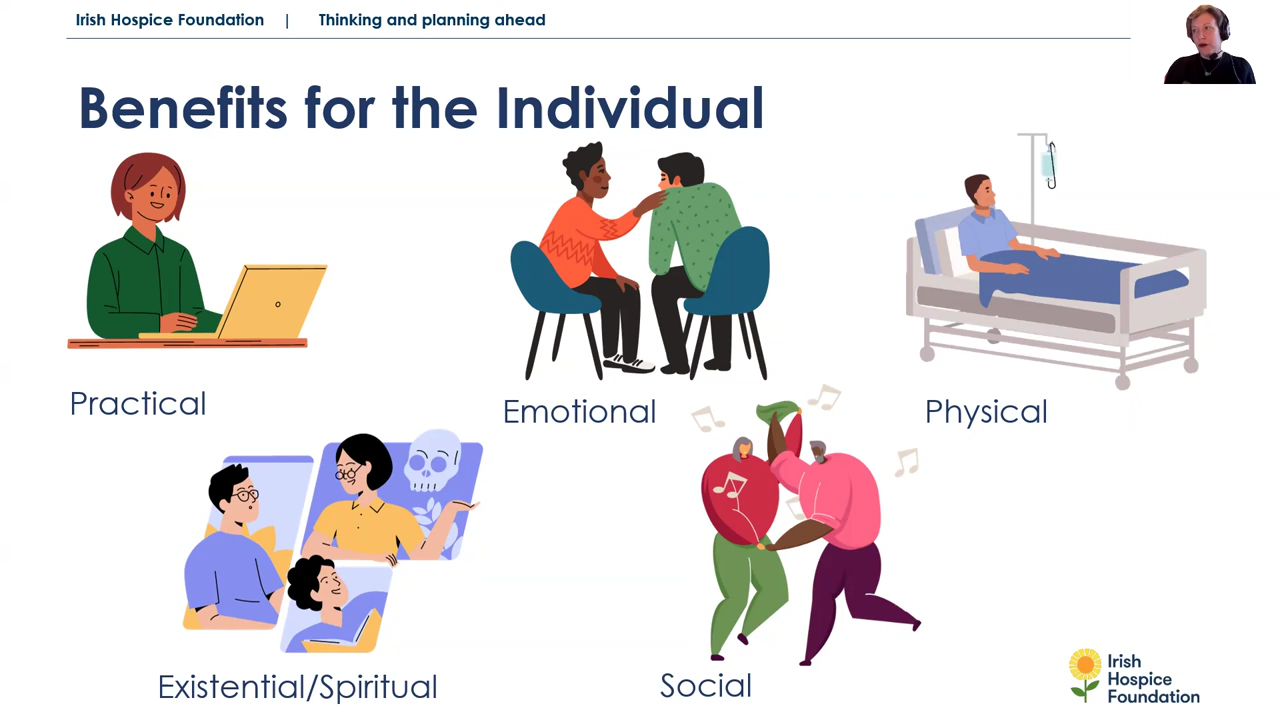 Irish Hospice Foundation | Thinking and planning ahead
Benefits for the Individual
Practical
Emotional
Physical
Existential/Spiritual
Social
Irish
Hospice
Foundation